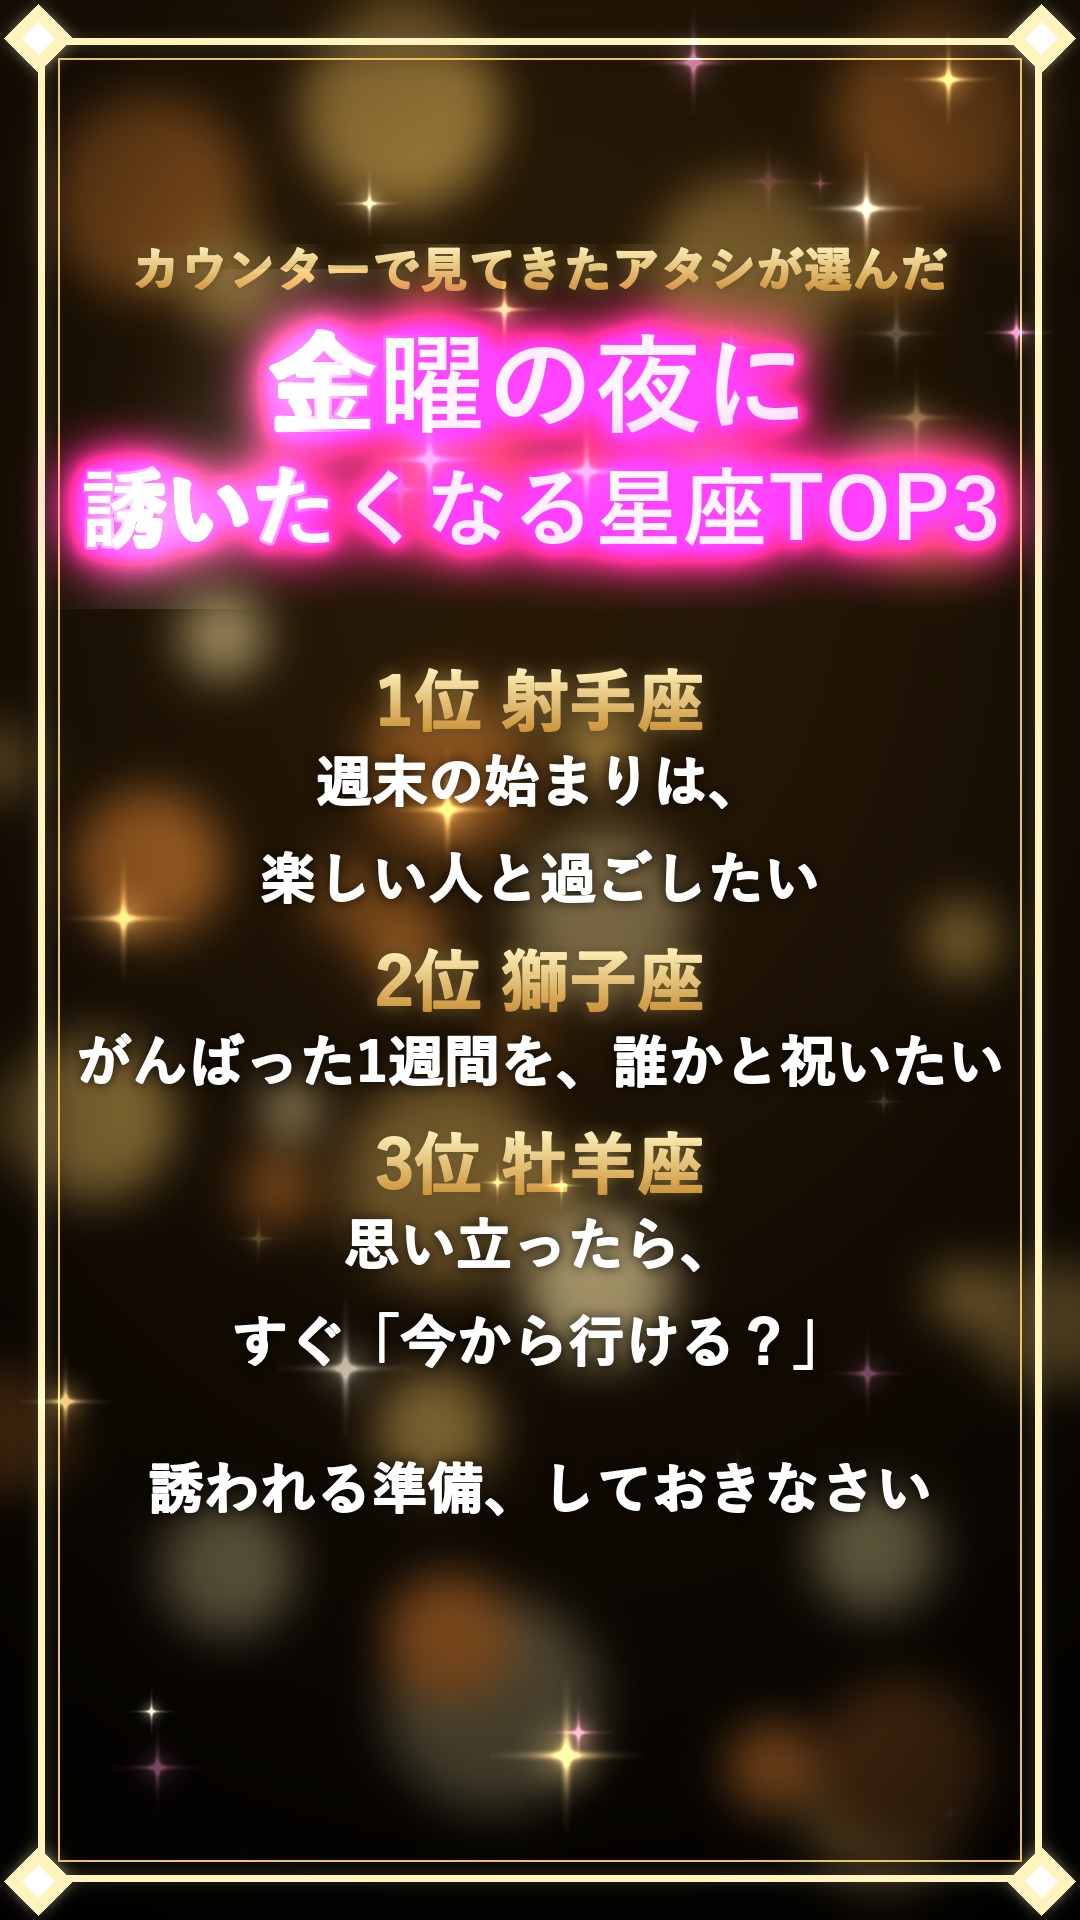 カウンターで見てきたアタシが選んだ
金曜の夜に
誘いたくなる星座TOP3
1位 射手座
週末の始まりは、
楽しい人と過ごしたい
2位 獅子座
がんばった1週間を、誰かと祝いたい
3位 牡羊座
思い立ったら、
すぐ「今から行ける？」
誘われる準備、しておきなさい